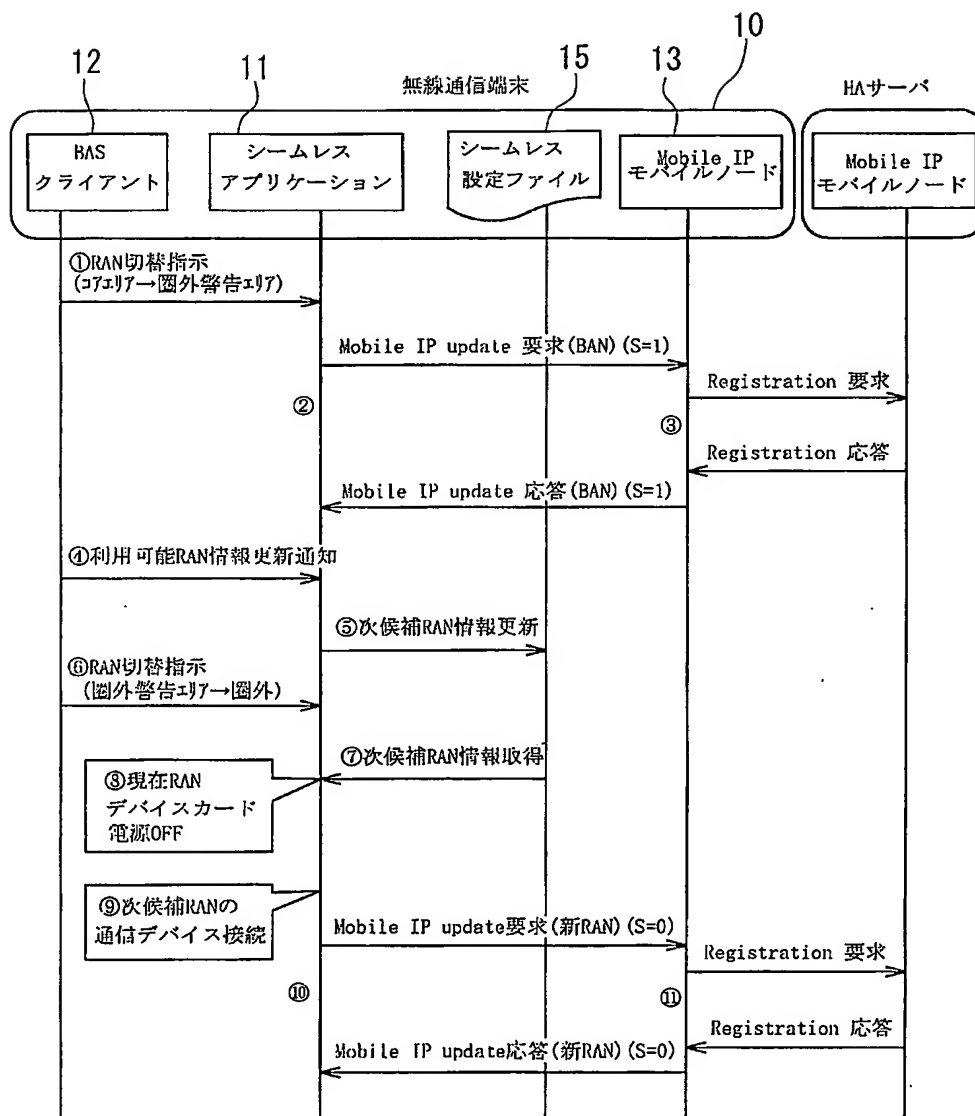 12
11
無線通信端末
15
13
10
HAサーバ
BAS
クライアント
シームレス
アプリケーション
シームレス
設定ファイル
Mobile IP
モバイルノード
Mobile IP
モバイルノード
①RAN切替指示
(コアエリア→圏外警告エリア)
Mobile IP update 要求(BAN)(S=1)
Registration 要求
②
③
Registration 応答
Mobile IP update 応答(BAN)(S=1)
④利用可能RAN情報更新通知
⑤次候補RAN情報更新
⑥RAN切替指示
(圏外警告エリア→圏外)
⑦次候補RAN情報取得
⑧現在RAN
デバイスカード
電源OFF
⑨次候補RANの
通信デバイス接続
Mobile IP update要求(新RAN)(S=0)
Registration 要求
⑩
⑪
Registration 応答
Mobile IP update応答(新RAN)(S=0)